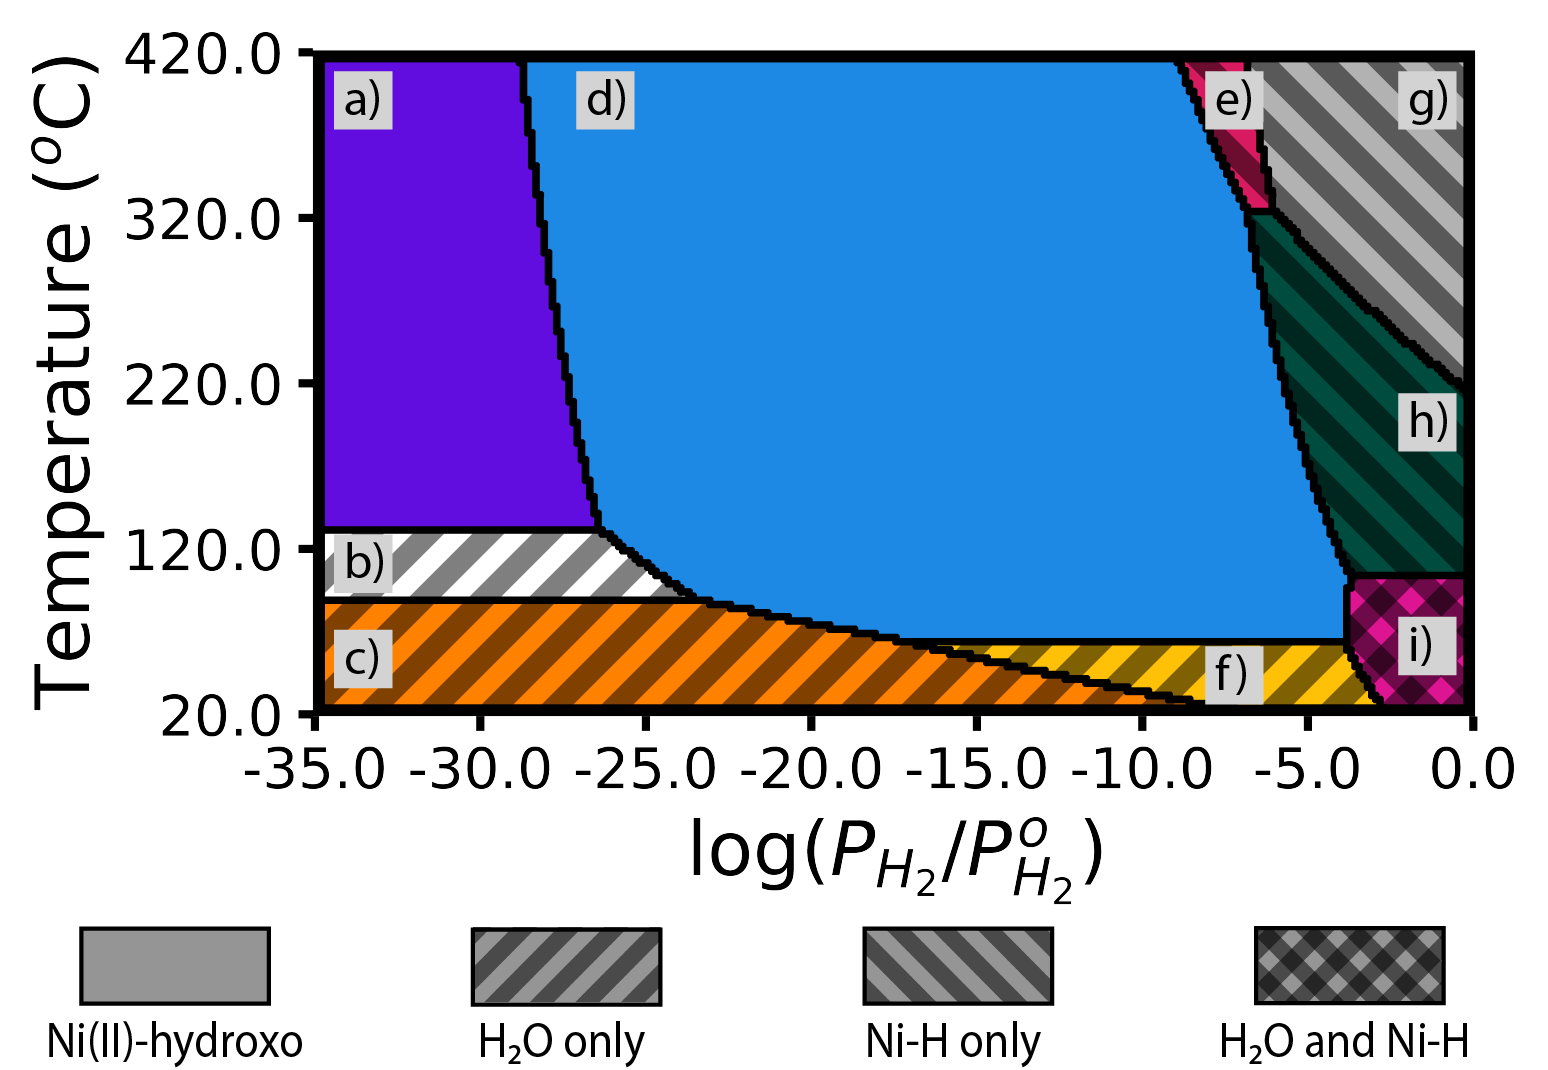 Temperature (°C)
420.0
320.0
220.0
120.0
20.0
a)
d)
e)
g)
h)
b)
c)
f)
i)
-35.0 -30.0 -25.0 -20.0 -15.0 -10.0 -5.0 0.0
log(P_{H_2}/P^o_{H_2})
Ni(II)-hydroxo H₂O only Ni-H only H₂O and Ni-H